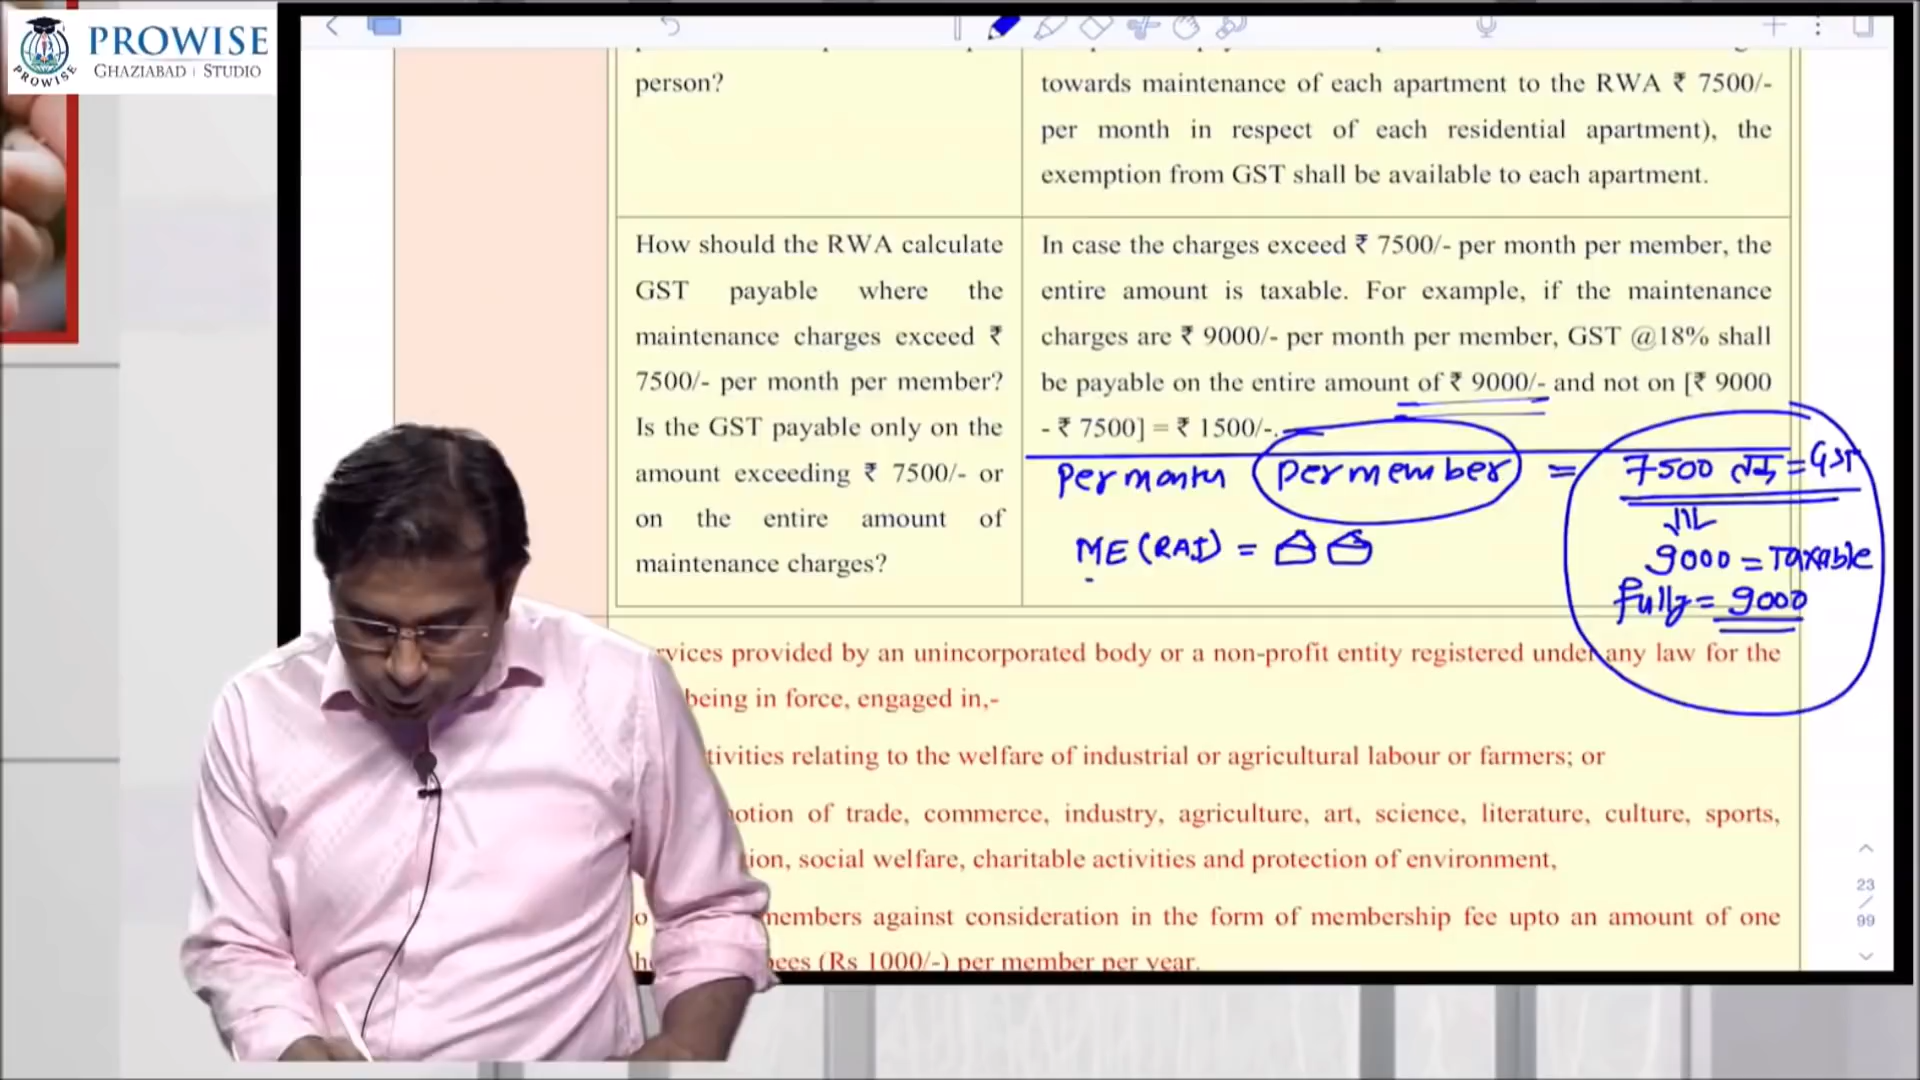 PROWISE
GHAZIABAD | STUDIO
PROWISE
person?
towards maintenance of each apartment to the RWA ₹ 7500/-
per month in respect of each residential apartment), the
exemption from GST shall be available to each apartment.
How should the RWA calculate
GST payable where the
maintenance charges exceed ₹
7500/- per month per member?
Is the GST payable only on the
amount exceeding ₹ 7500/- or
on the entire amount of
maintenance charges?
In case the charges exceed ₹ 7500/- per month per member, the
entire amount is taxable. For example, if the maintenance
charges are ₹ 9000/- per month per member, GST @18% shall
be payable on the entire amount of ₹ 9000/- and not on [₹ 9000
- ₹ 7500] = ₹ 1500/-.
Per month per member = 7500 तक = GST
NIL
ME (RAJ) =
9000 = Taxable
fully = 9000
provided by an unincorporated body or a non-profit entity registered under any law for the
being in force, engaged in,-
relating to the welfare of industrial or agricultural labour or farmers; or
of trade, commerce, industry, agriculture, art, science, literature, culture, sports,
social welfare, charitable activities and protection of environment,
members against consideration in the form of membership fee upto an amount of one
(Rs 1000/-) per member per year.
23
/
99